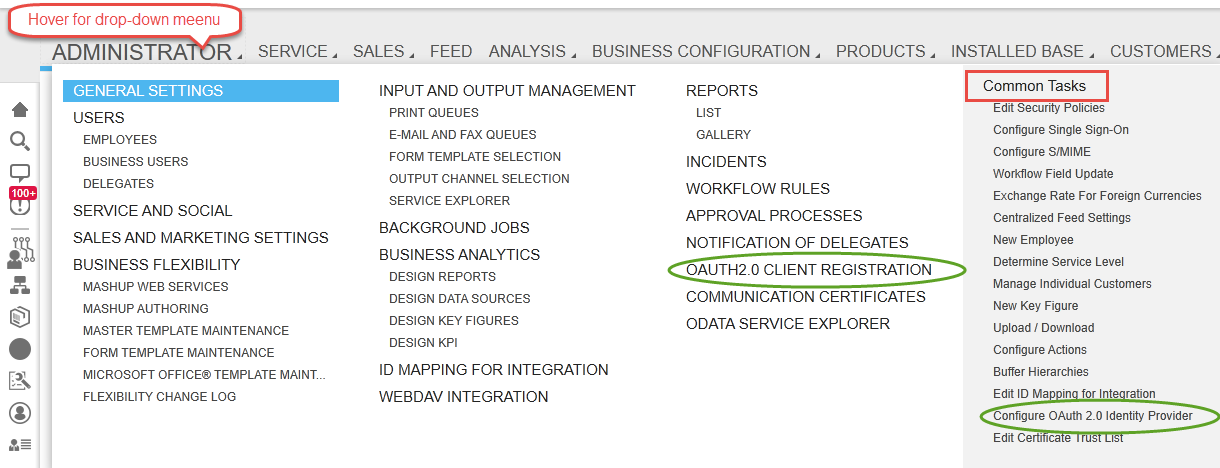 Hover for drop-down meenu
ADMINISTRATOR SERVICE SALES FEED ANALYSIS BUSINESS CONFIGURATION PRODUCTS INSTALLED BASE CUSTOMERS
GENERAL SETTINGS
USERS
EMPLOYEES
BUSINESS USERS
DELEGATES
SERVICE AND SOCIAL
SALES AND MARKETING SETTINGS
BUSINESS FLEXIBILITY
MASHUP WEB SERVICES
MASHUP AUTHORING
MASTER TEMPLATE MAINTENANCE
FORM TEMPLATE MAINTENANCE
MICROSOFT OFFICE® TEMPLATE MAINT...
FLEXIBILITY CHANGE LOG
INPUT AND OUTPUT MANAGEMENT
PRINT QUEUES
E-MAIL AND FAX QUEUES
FORM TEMPLATE SELECTION
OUTPUT CHANNEL SELECTION
SERVICE EXPLORER
BACKGROUND JOBS
BUSINESS ANALYTICS
DESIGN REPORTS
DESIGN DATA SOURCES
DESIGN KEY FIGURES
DESIGN KPI
ID MAPPING FOR INTEGRATION
WEBDAV INTEGRATION
REPORTS
LIST
GALLERY
INCIDENTS
WORKFLOW RULES
APPROVAL PROCESSES
NOTIFICATION OF DELEGATES
OAUTH2.0 CLIENT REGISTRATION
COMMUNICATION CERTIFICATES
ODATA SERVICE EXPLORER
Common Tasks
Edit Security Policies
Configure Single Sign-On
Configure S/MIME
Workflow Field Update
Exchange Rate For Foreign Currencies
Centralized Feed Settings
New Employee
Determine Service Level
Manage Individual Customers
New Key Figure
Upload / Download
Configure Actions
Buffer Hierarchies
Edit ID Mapping for Integration
Configure OAuth 2.0 Identity Provider
Edit Certificate Trust List
100+